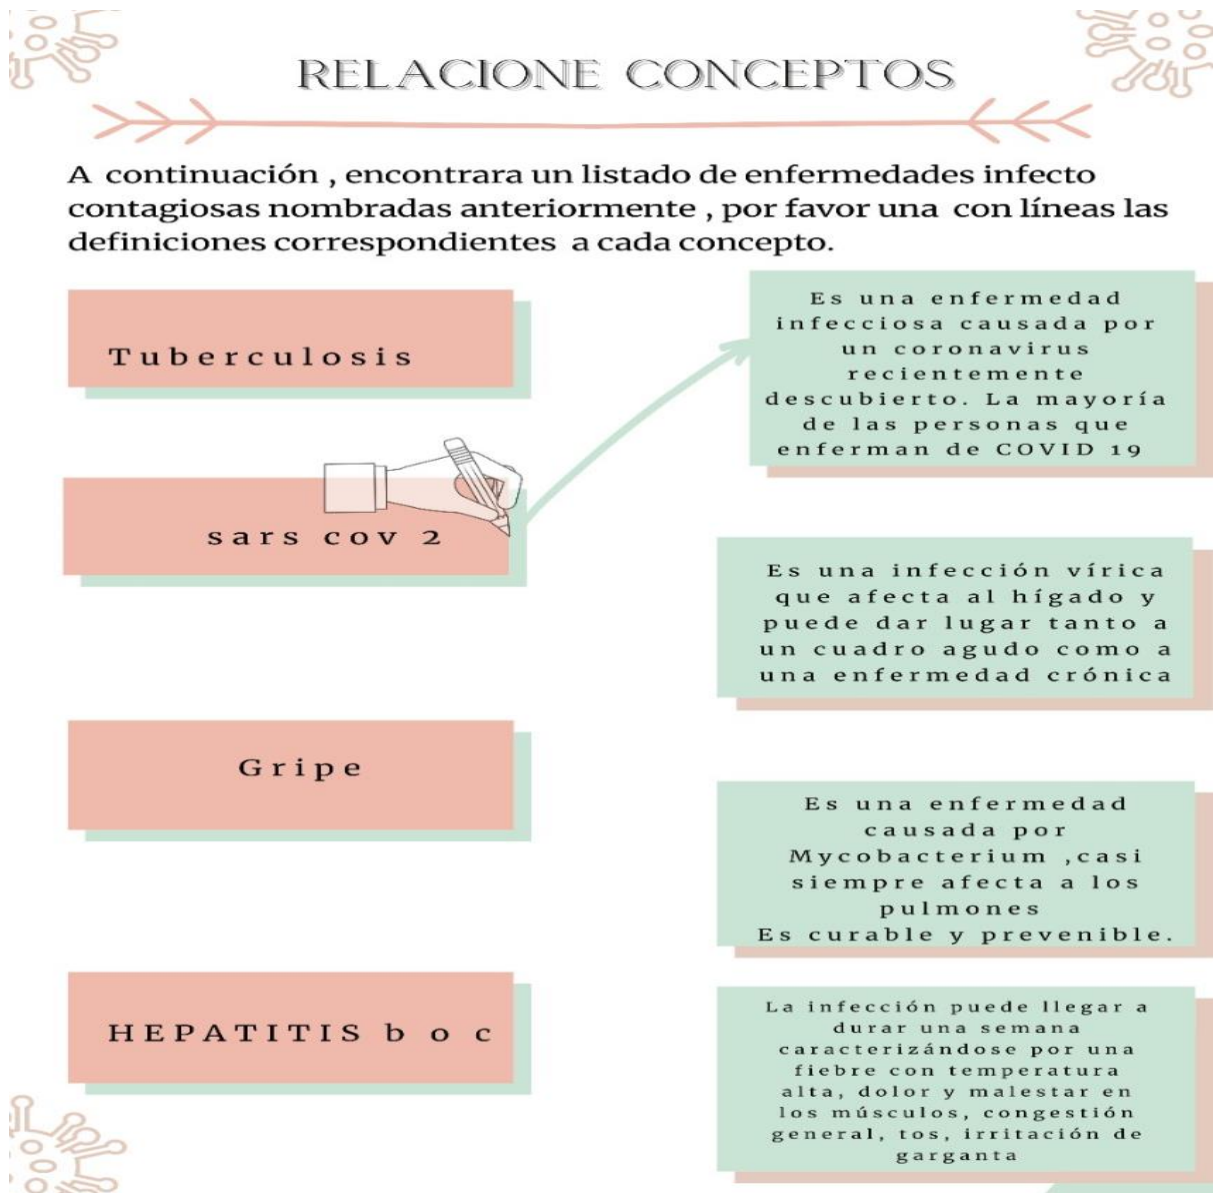 RELACIONE CONCEPTOS
A continuación , encontrara un listado de enfermedades infecto
contagiosas nombradas anteriormente , por favor una con líneas las
definiciones correspondientes a cada concepto.
Tuberculosis
sars cov 2
Gripe
HEPATITIS b o c
Es una enfermedad
infecciosa causada por
un coronavirus
recientemente
descubierto. La mayoría
de las personas que
enferman de COVID 19
Es una infección vírica
que afecta al hígado y
puede dar lugar tanto a
un cuadro agudo como a
una enfermedad crónica
Es una enfermedad
causada por
Mycobacterium ,casi
siempre afecta a los
pulmones
Es curable y prevenible.
La infección puede llegar a
durar una semana
caracterizándose por una
fiebre con temperatura
alta, dolor y malestar en
los músculos, congestión
general, tos, irritación de
garganta